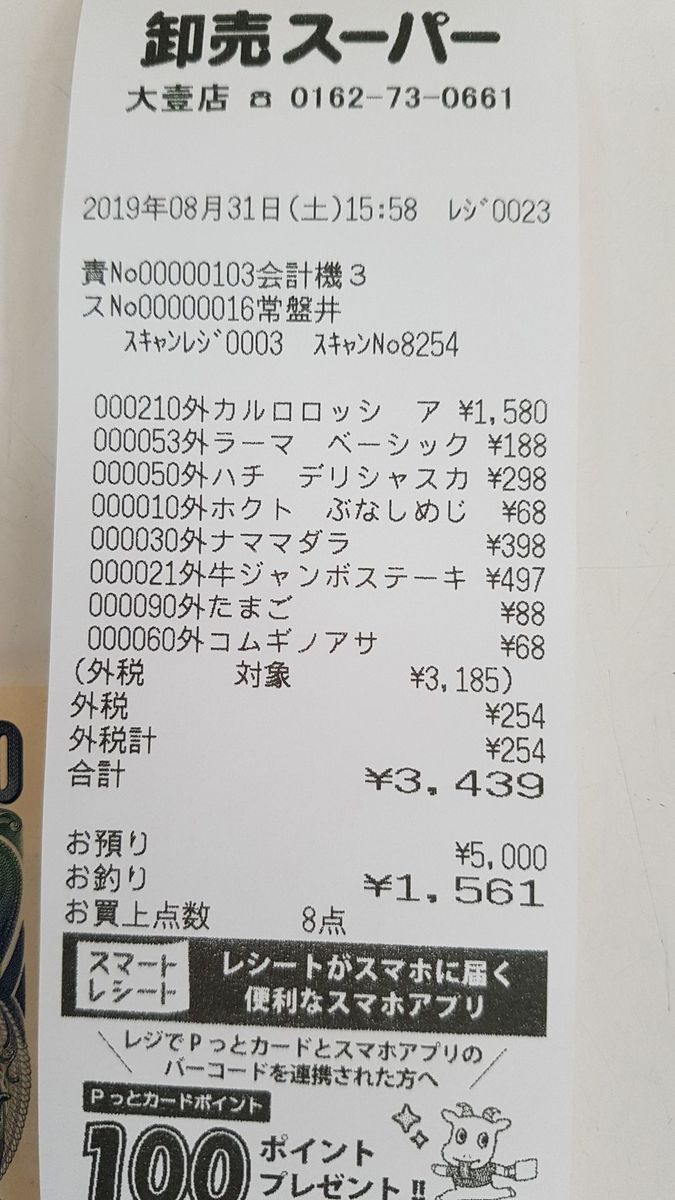 卸売スーパー
大壹店 ☎ 0162-73-0661
2019年08月31日(土)15:58 ﾚｼﾞ0023
責No00000103会計機3
スNo00000016常盤井
ｽｷｬﾝﾚｼﾞ0003 ｽｷｬﾝNo8254
000210外カルロロッシ ア ¥1,580
000053外ラーマ ベーシック ¥188
000050外ハチ デリシャスカ ¥298
000010外ホクト ぶなしめじ ¥68
000030外ナママダラ ¥398
000021外牛ジャンボステーキ ¥497
000090外たまご ¥88
000060外コムギノアサ ¥68
(外税 対象 ¥3,185)
外税 ¥254
外税計 ¥254
合計 ¥3,439
お預り ¥5,000
お釣り ¥1,561
お買上点数 8点
スマート
レシート
レシートがスマホに届く
便利なスマホアプリ
レジでPっとカードとスマホアプリの
バーコードを連携された方へ
Pっとカードポイント
100 ポイント
プレゼント!!
0